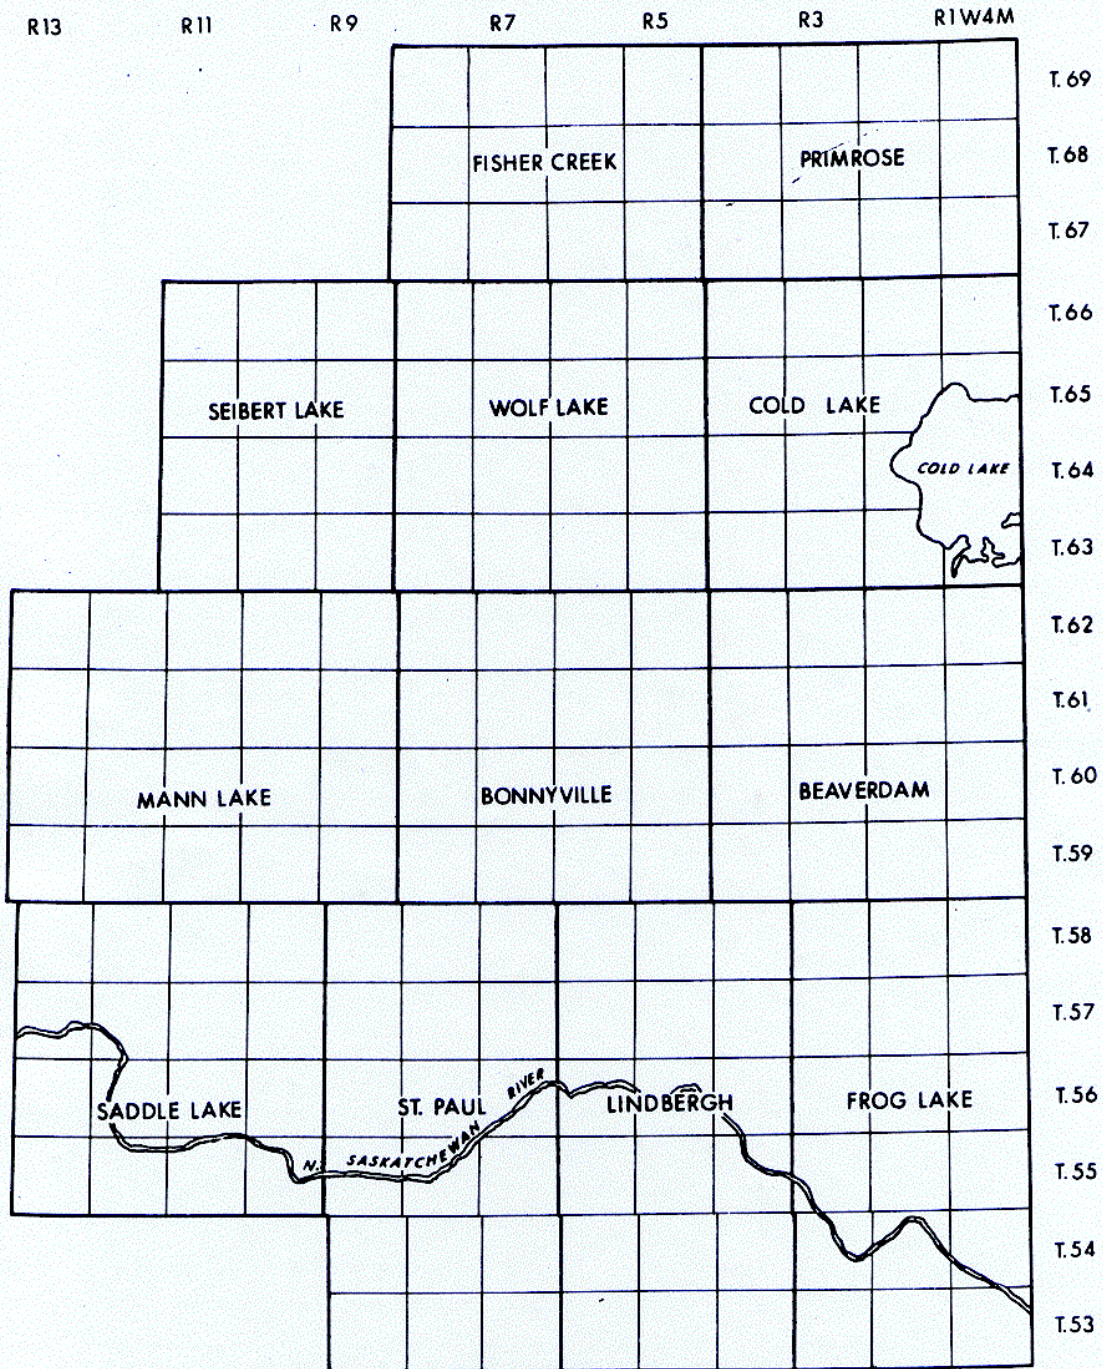 R13 R11 R9 R7 R5 R3 R1W4M
T.69
FISHER CREEK PRIMROSE T.68
T.67
T.66
SEIBERT LAKE WOLF LAKE COLD LAKE T.65
COLD LAKE T.64
T.63
T.62
T.61
MANN LAKE BONNYVILLE BEAVERDAM T.60
T.59
T.58
T.57
SADDLE LAKE ST. PAUL RIVER LINDBERGH FROG LAKE T.56
N. SASKATCHEWAN T.55
T.54
T.53